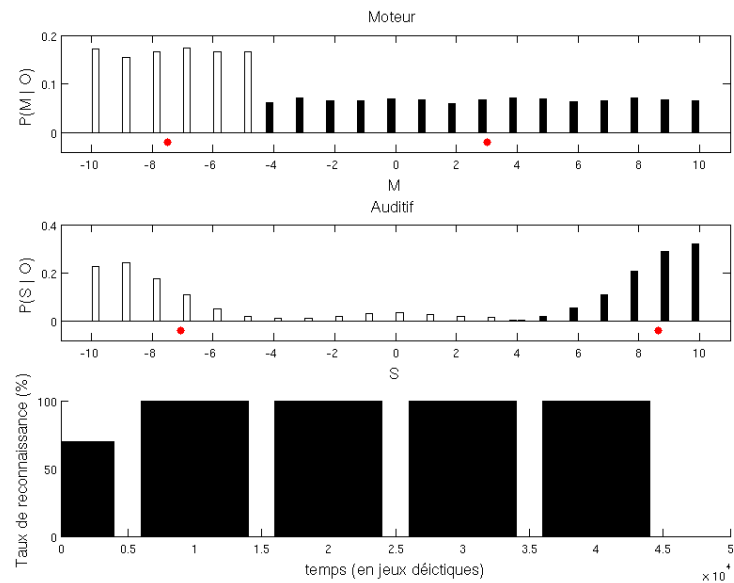 Moteur
P(M | O)
0.2
0.1
0
-10 -8 -6 -4 -2 0 2 4 6 8 10
M
Auditif
P(S | O)
0.4
0.2
0
-10 -8 -6 -4 -2 0 2 4 6 8 10
S
Taux de reconnaissance (%)
100
50
0
0 0.5 1 1.5 2 2.5 3 3.5 4 4.5 5
temps (en jeux déictiques)
× 10^4